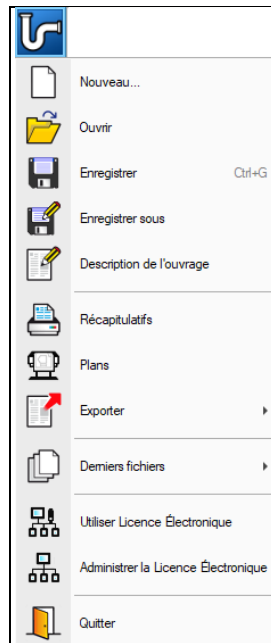 Nouveau...
Ouvrir
Enregistrer Ctrl+G
Enregistrer sous
Description de l'ouvrage
Récapitulatifs
Plans
Exporter
Derniers fichiers
Utiliser Licence Électronique
Administrer la Licence Électronique
Quitter